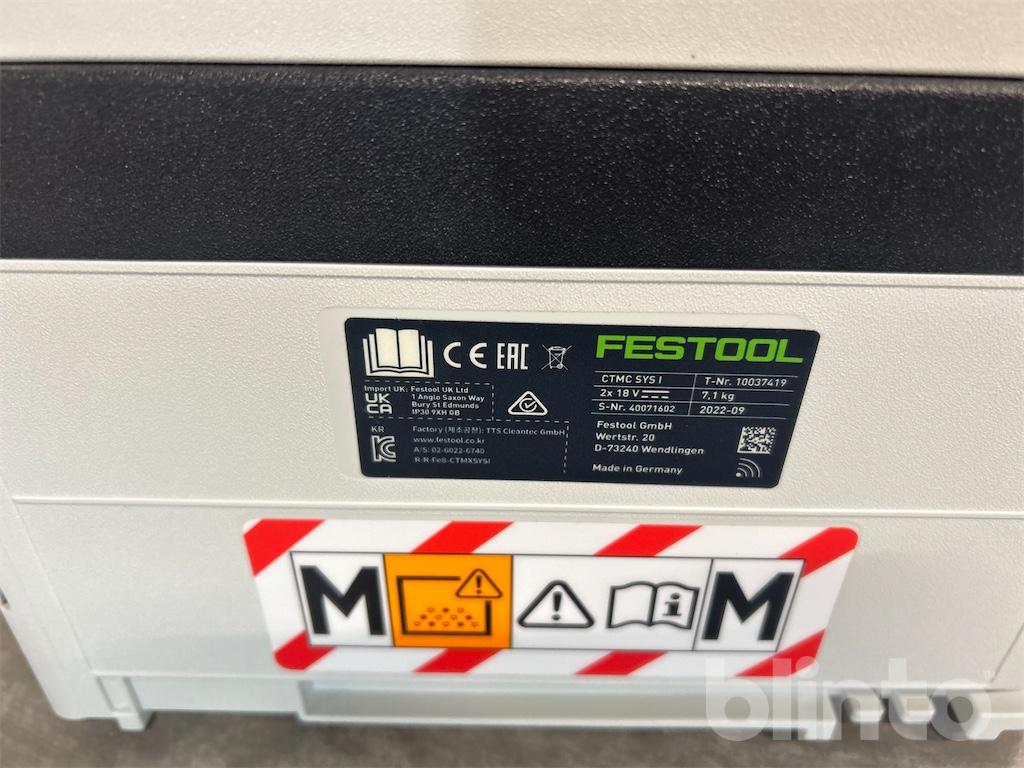 CE EAC
Import UK: Festool UK Ltd
1 Anglo Saxon Way
Bury St Edmunds
IP30 9XH GB
UK
CA
KR
Factory (제조공장): TTS Cleantec GmbH
www.festool.co.kr
A/S: 02-6022-6740
R-R-FeB-CTMXSYSI
FESTOOL
CTMC SYS I
T-Nr. 10037419
2x 18 V
7,1 kg
S-Nr. 40071602
2022-09
Festool GmbH
Wertstr. 20
D-73240 Wendlingen
Made in Germany
M
M
blinto